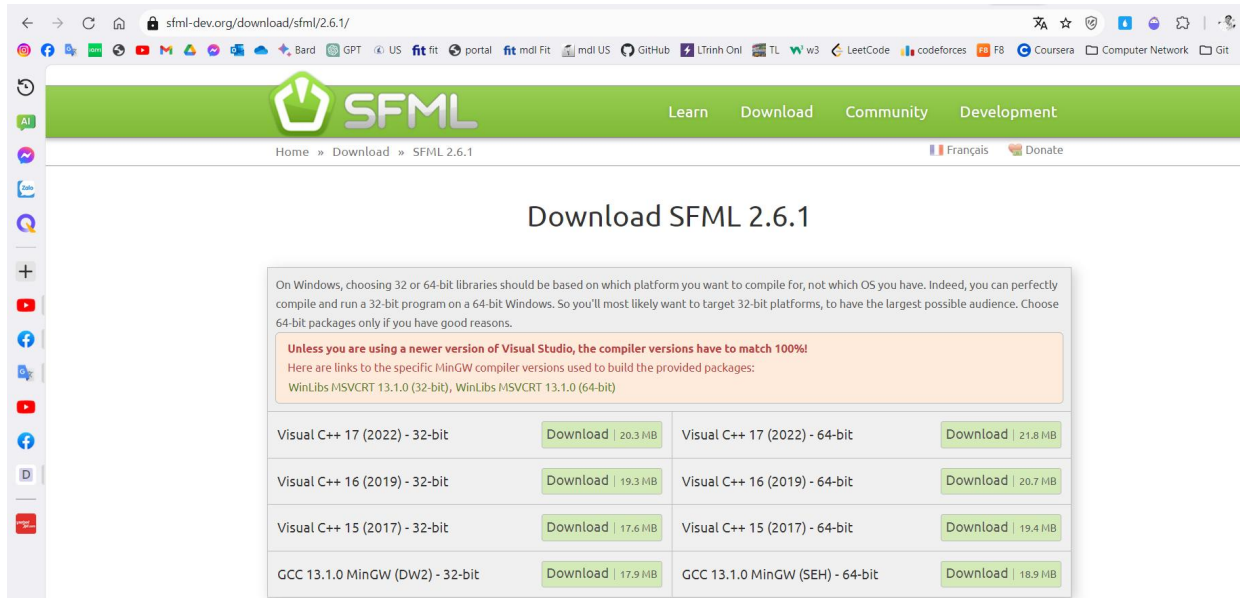 sfml-dev.org/download/sfml/2.6.1/
Bard GPT US fit fit portal fit mdl Fit mdl US GitHub LTrinh Onl TL w3 LeetCode codeforces F8 F8 Coursera Computer Network Git
AI
SFML
Learn Download Community Development
Home » Download » SFML 2.6.1
Français Donate
Zalo
Download SFML 2.6.1
On Windows, choosing 32 or 64-bit libraries should be based on which platform you want to compile for, not which OS you have. Indeed, you can perfectly
compile and run a 32-bit program on a 64-bit Windows. So you'll most likely want to target 32-bit platforms, to have the largest possible audience. Choose
64-bit packages only if you have good reasons.
Unless you are using a newer version of Visual Studio, the compiler versions have to match 100%!
Here are links to the specific MinGW compiler versions used to build the provided packages:
WinLibs MSVCRT 13.1.0 (32-bit), WinLibs MSVCRT 13.1.0 (64-bit)
Visual C++ 17 (2022) - 32-bit Download | 20.3 MB Visual C++ 17 (2022) - 64-bit Download | 21.8 MB
Visual C++ 16 (2019) - 32-bit Download | 19.3 MB Visual C++ 16 (2019) - 64-bit Download | 20.7 MB
Visual C++ 15 (2017) - 32-bit Download | 17.6 MB Visual C++ 15 (2017) - 64-bit Download | 19.4 MB
D
GCC 13.1.0 MinGW (DW2) - 32-bit Download | 17.9 MB GCC 13.1.0 MinGW (SEH) - 64-bit Download | 18.9 MB